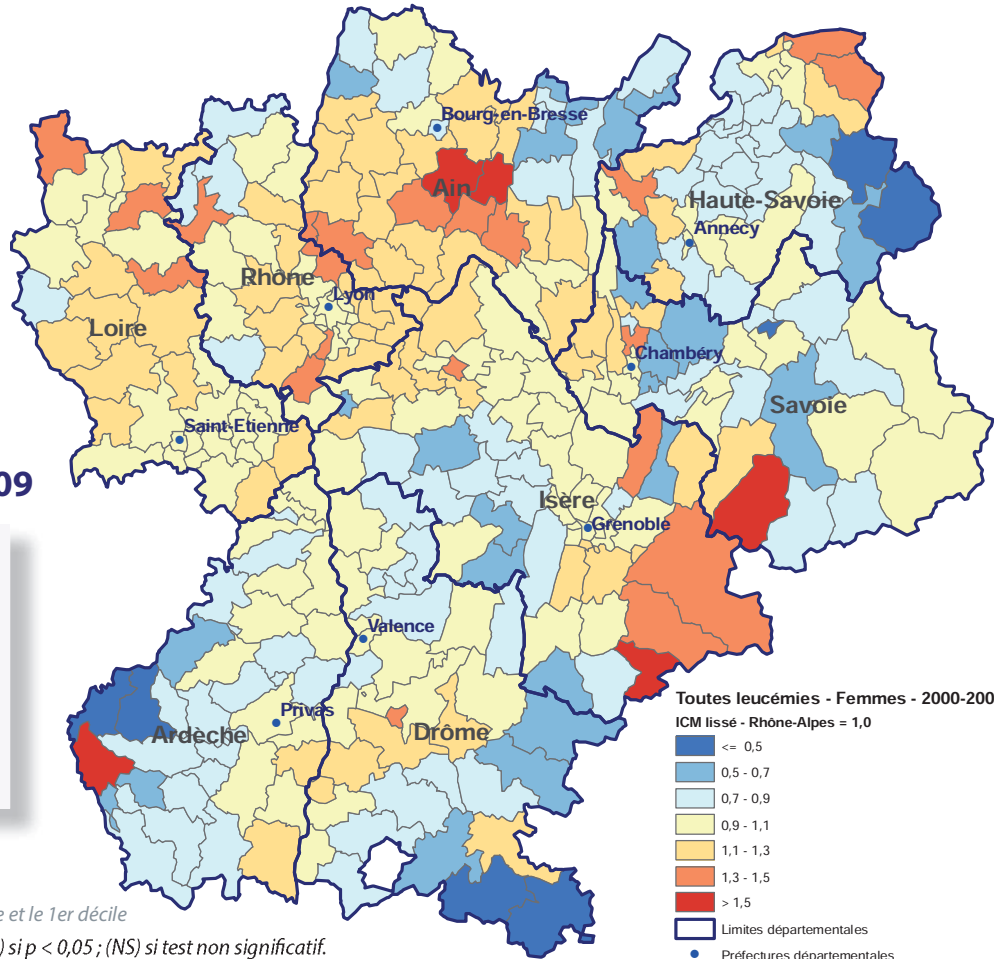 Bourg-en-Bresse
Ain
Haute-Savoie
Annecy
Rhône
Lyon
Loire
Chambéry
Savoie
Saint-Etienne
09
Isère
Grenoble
Valence
Privas
Ardèche
Drôme
Toutes leucémies - Femmes - 2000-200
ICM lissé - Rhône-Alpes = 1,0
<= 0,5
0,5 - 0,7
0,7 - 0,9
0,9 - 1,1
1,1 - 1,3
1,3 - 1,5
> 1,5
Limites départementales
Préfectures départementales
e et le 1er décile
) si p < 0,05 ; (NS) si test non significatif.